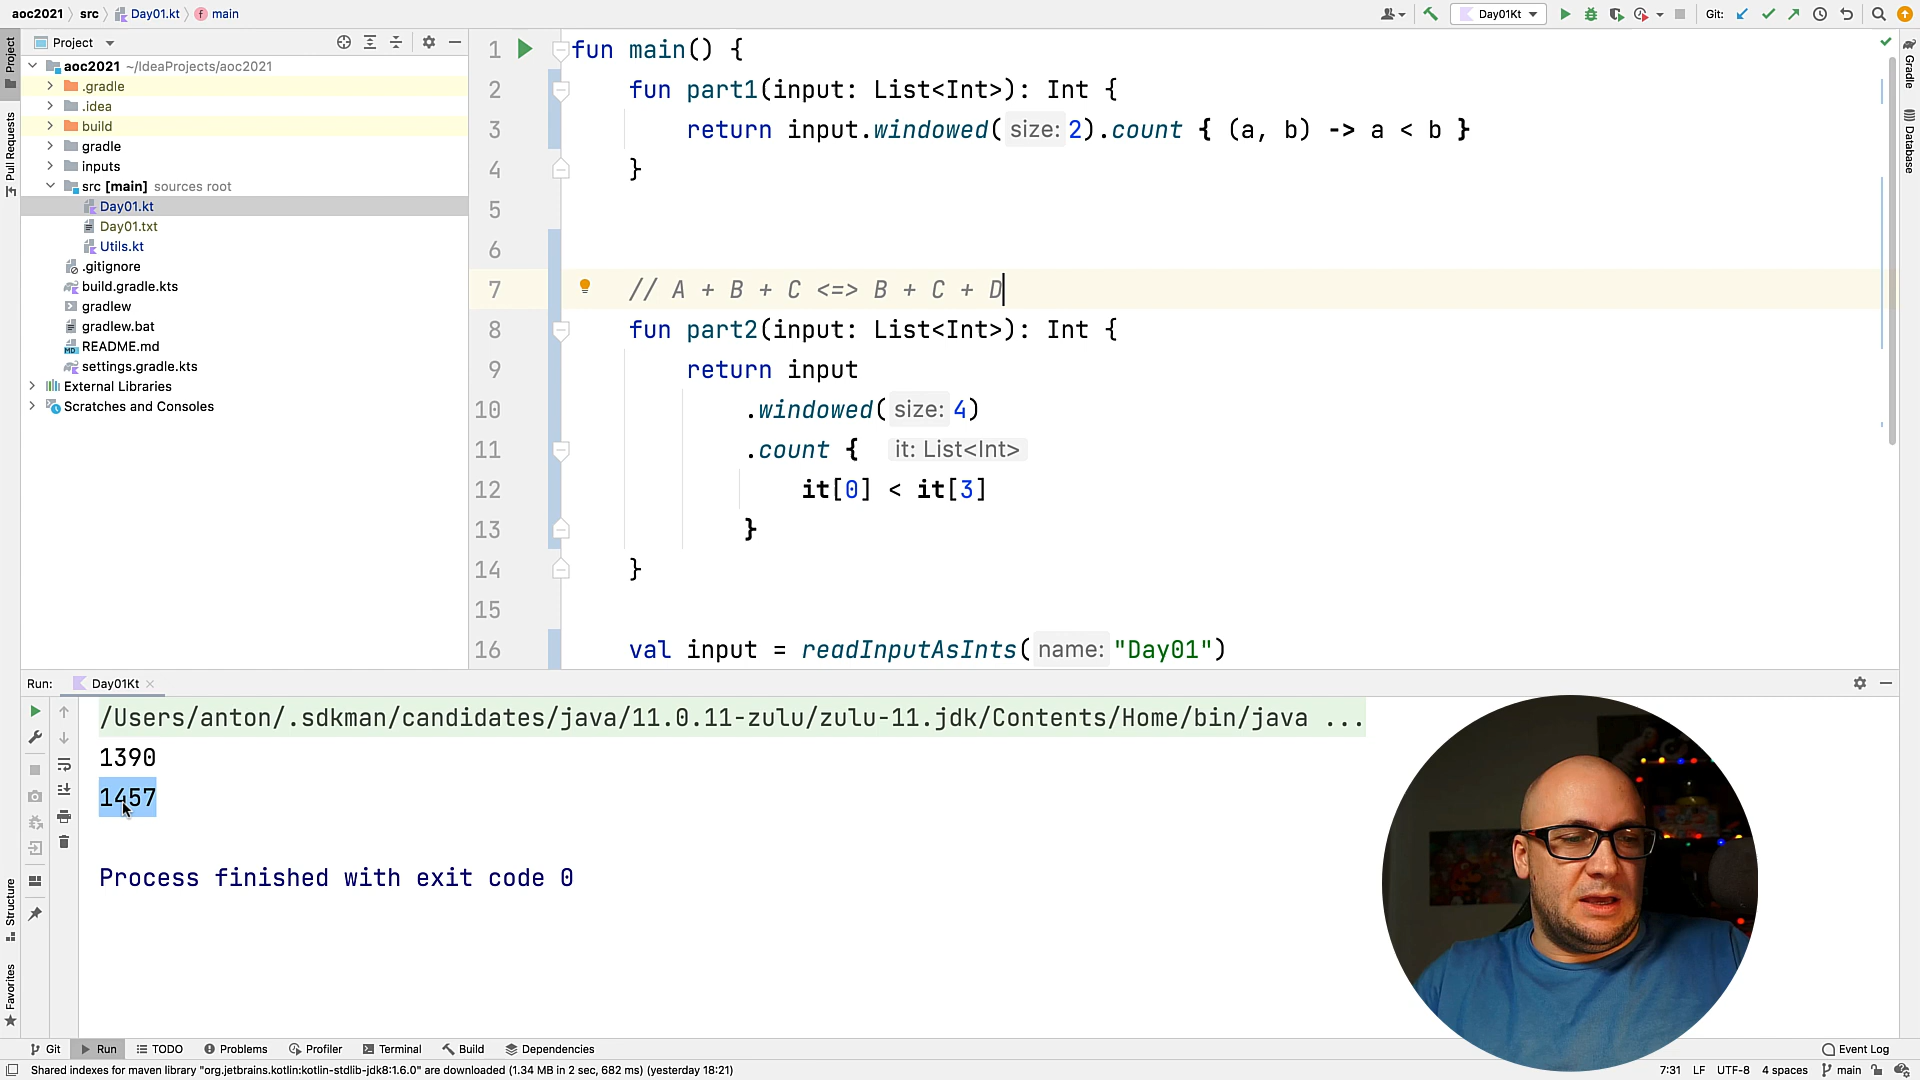 aoc2021 src Day01.kt main Day01Kt Git:
Project
aoc2021 ~/IdeaProjects/aoc2021
.gradle
.idea
build
gradle
inputs
src [main] sources root
Day01.kt
Day01.txt
Utils.kt
.gitignore
build.gradle.kts
gradlew
gradlew.bat
README.md
settings.gradle.kts
External Libraries
Scratches and Consoles
Project
Pull Requests
Structure
Favorites
Gradle
Database
1 fun main() {
2 fun part1(input: List<Int>): Int {
3 return input.windowed( size: 2).count { (a, b) -> a < b }
4 }
5
6
7 // A + B + C <=> B + C + D
8 fun part2(input: List<Int>): Int {
9 return input
10 .windowed( size: 4)
11 .count { it: List<Int>
12 it[0] < it[3]
13 }
14 }
15
16 val input = readInputAsInts( name: "Day01")
Run: Day01Kt
/Users/anton/.sdkman/candidates/java/11.0.11-zulu/zulu-11.jdk/Contents/Home/bin/java ...
1390
1457
Process finished with exit code 0
Git Run TODO Problems Profiler Terminal Build Dependencies Event Log
Shared indexes for maven library "org.jetbrains.kotlin:kotlin-stdlib-jdk8:1.6.0" are downloaded (1.34 MB in 2 sec, 682 ms) (yesterday 18:21) 7:31 LF UTF-8 4 spaces main